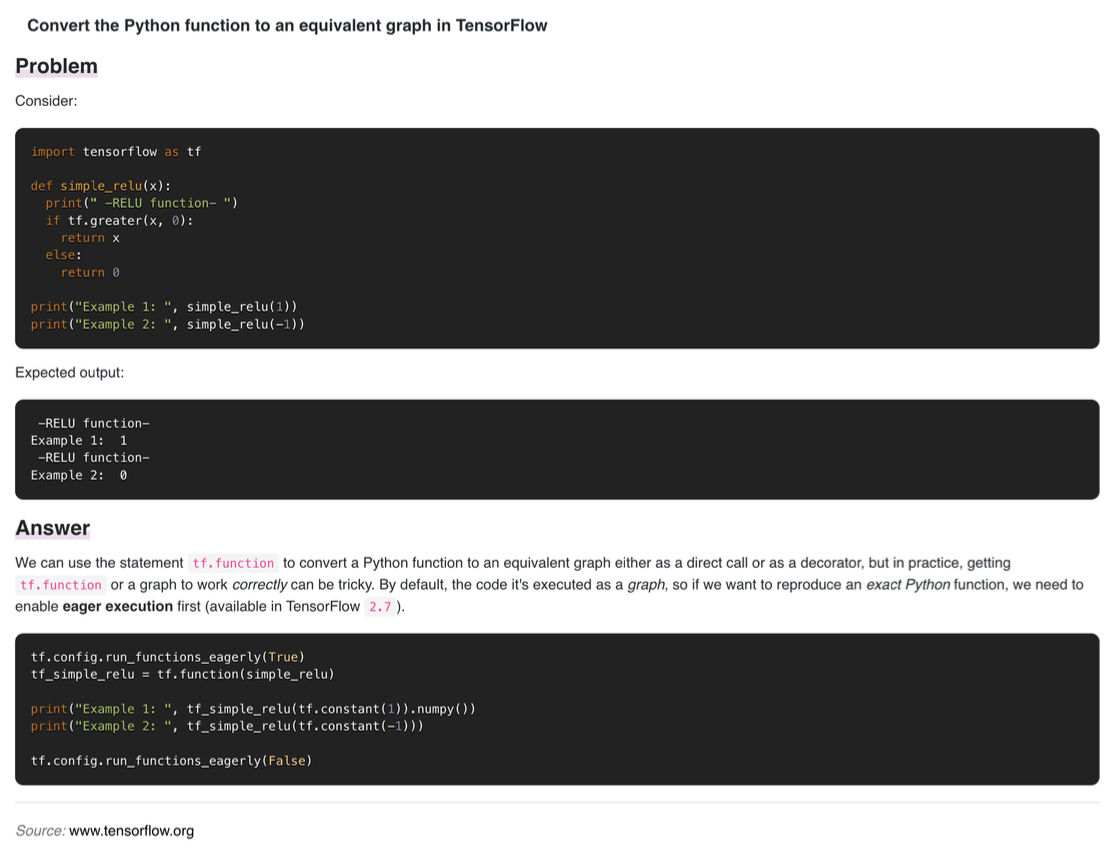 Convert the Python function to an equivalent graph in TensorFlow
Problem
Consider:
import tensorflow as tf
def simple_relu(x):
  print(" -RELU function- ")
  if tf.greater(x, 0):
    return x
  else:
    return 0
print("Example 1: ", simple_relu(1))
print("Example 2: ", simple_relu(-1))
Expected output:
 -RELU function-
Example 1:  1
 -RELU function-
Example 2:  0
Answer
We can use the statement tf.function to convert a Python function to an equivalent graph either as a direct call or as a decorator, but in practice, getting
tf.function or a graph to work correctly can be tricky. By default, the code it's executed as a graph, so if we want to reproduce an exact Python function, we need to
enable eager execution first (available in TensorFlow 2.7 ).
tf.config.run_functions_eagerly(True)
tf_simple_relu = tf.function(simple_relu)
print("Example 1: ", tf_simple_relu(tf.constant(1)).numpy())
print("Example 2: ", tf_simple_relu(tf.constant(-1)))
tf.config.run_functions_eagerly(False)
Source: www.tensorflow.org